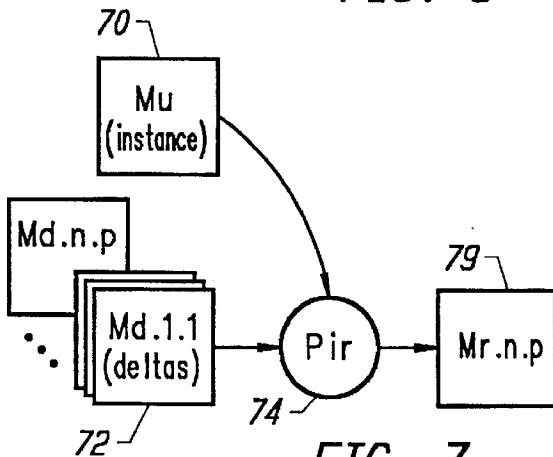 70
Mu
(instance)
Md.n.p
Md.1.1
(deltas)
72
Pir
74
79
Mr.n.p